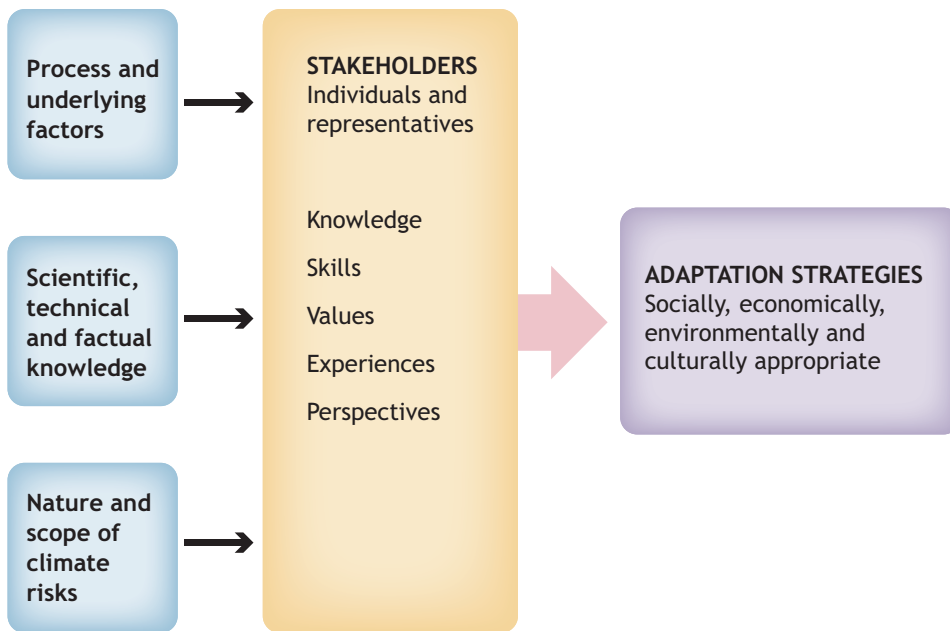 Process and
underlying
factors
Scientific,
technical
and factual
knowledge
Nature and
scope of
climate
risks
STAKEHOLDERS
Individuals and
representatives
Knowledge
Skills
Values
Experiences
Perspectives
ADAPTATION STRATEGIES
Socially, economically,
environmentally and
culturally appropriate